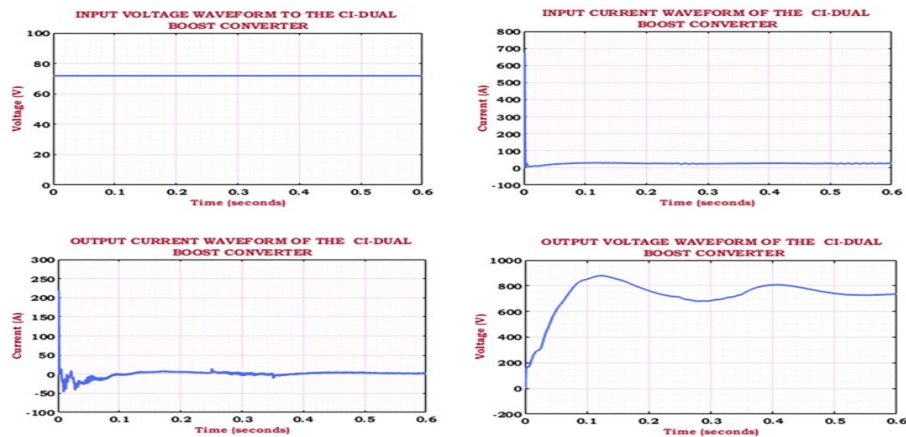 INPUT VOLTAGE WAVEFORM TO THE CI-DUAL
BOOST CONVERTER
100
80
60
40
20
0
Voltage (V)
0 0.1 0.2 0.3 0.4 0.5 0.6
Time (seconds)
INPUT CURRENT WAVEFORM OF THE CI-DUAL
BOOST CONVERTER
800
700
600
500
400
300
200
100
0
-100
Current (A)
0 0.1 0.2 0.3 0.4 0.5 0.6
Time (seconds)
OUTPUT CURRENT WAVEFORM OF THE CI-DUAL
BOOST CONVERTER
300
250
200
150
100
50
0
-50
-100
Current (A)
0 0.1 0.2 0.3 0.4 0.5 0.6
Time (seconds)
OUTPUT VOLTAGE WAVEFORM OF THE CI-DUAL
BOOST CONVERTER
1000
800
600
400
200
0
-200
Voltage (V)
0 0.1 0.2 0.3 0.4 0.5 0.6
Time (seconds)